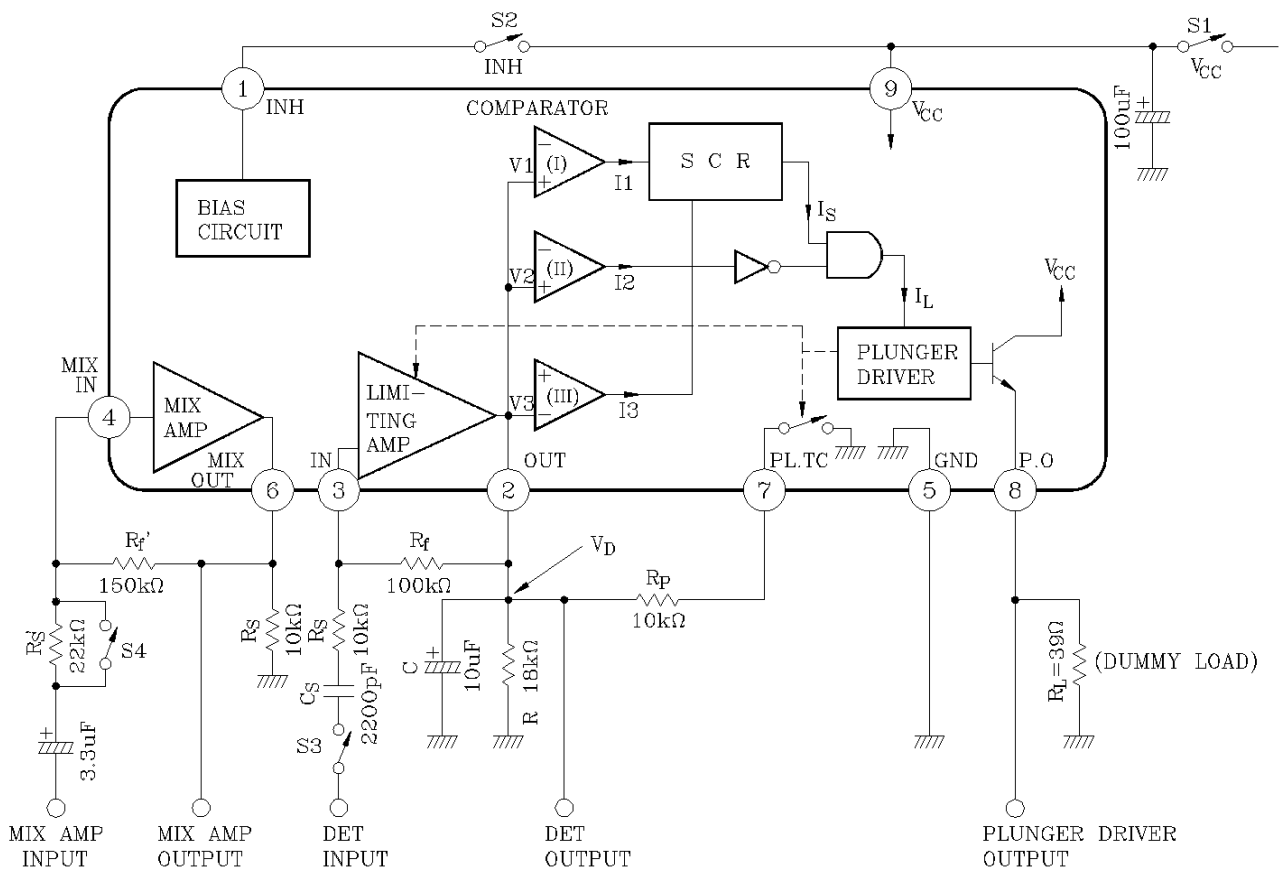 S2
INH
S1
VCC
1
INH
COMPARATOR
9
VCC
100uF
+
BIAS
CIRCUIT
V1
−
+
(I)
I1
S C R
IS
V2
−
+
(II)
I2
IL
VCC
PLUNGER
DRIVER
MIX
IN
4
MIX
AMP
MIX
OUT
LIMI-
TING
AMP
IN
V3
+
−
(III)
I3
OUT
PL.TC
GND
P.O
6
3
2
7
5
8
Rf'
150kΩ
Rf
100kΩ
VD
RP
10kΩ
RS'
22kΩ
S4
RS
10kΩ
RS
10kΩ
CS
2200pF
S3
C
+
10uF
18kΩ
R
RL=39Ω
(DUMMY LOAD)
+
3.3uF
MIX AMP
INPUT
MIX AMP
OUTPUT
DET
INPUT
DET
OUTPUT
PLUNGER DRIVER
OUTPUT